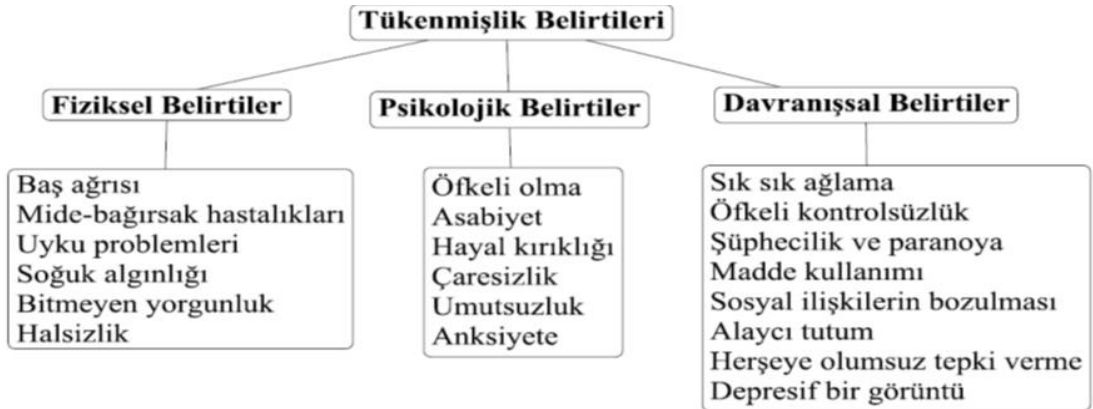 Tükenmişlik Belirtileri
Fiziksel Belirtiler
Baş ağrısı
Mide-bağırsak hastalıkları
Uyku problemleri
Soğuk algınlığı
Bitmeyen yorgunluk
Halsizlik
Psikolojik Belirtiler
Öfkeli olma
Asabiyet
Hayal kırıklığı
Çaresizlik
Umutsuzluk
Anksiyete
Davranışsal Belirtiler
Sık sık ağlama
Öfkeli kontrolsüzlük
Şüphecilik ve paranoya
Madde kullanımı
Sosyal ilişkilerin bozulması
Alaycı tutum
Herşeye olumsuz tepki verme
Depresif bir görüntü